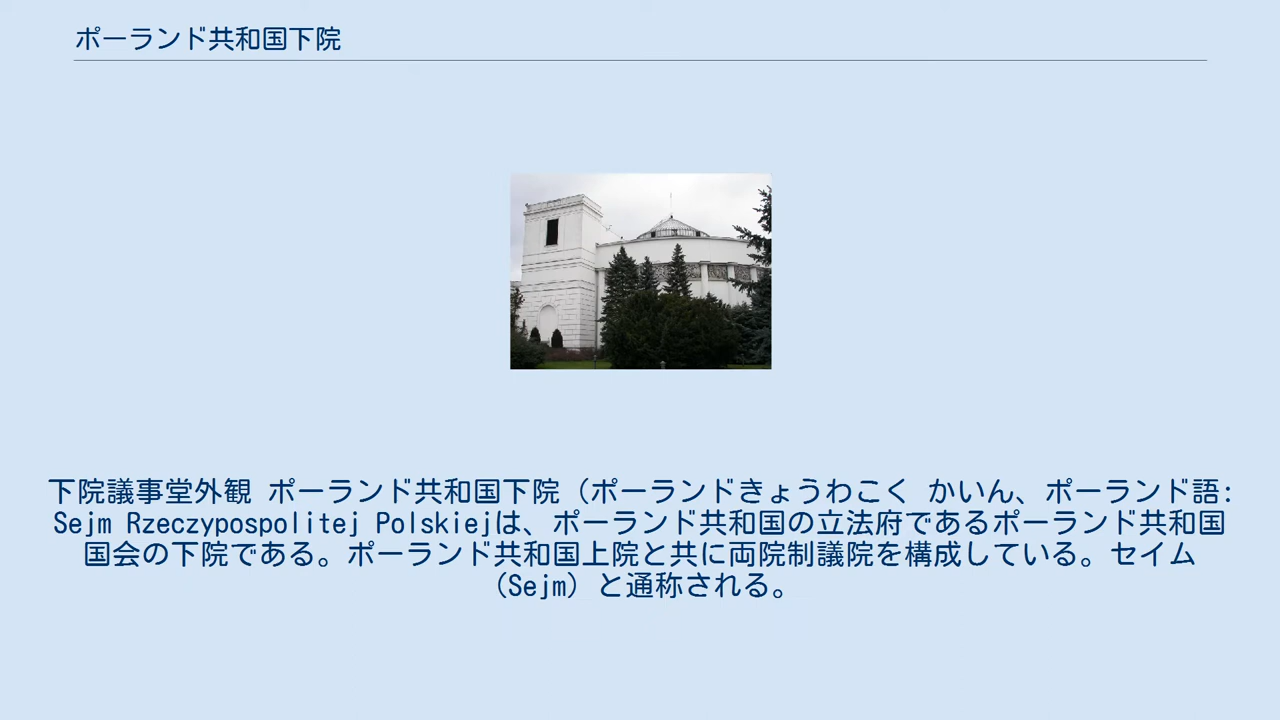 ポーランド共和国下院
下院議事堂外観 ポーランド共和国下院（ポーランドきょうわこく かいん、ポーランド語:
Sejm Rzeczypospolitej Polskiejは、ポーランド共和国の立法府であるポーランド共和国
国会の下院である。ポーランド共和国上院と共に両院制議院を構成している。セイム
（Sejm）と通称される。